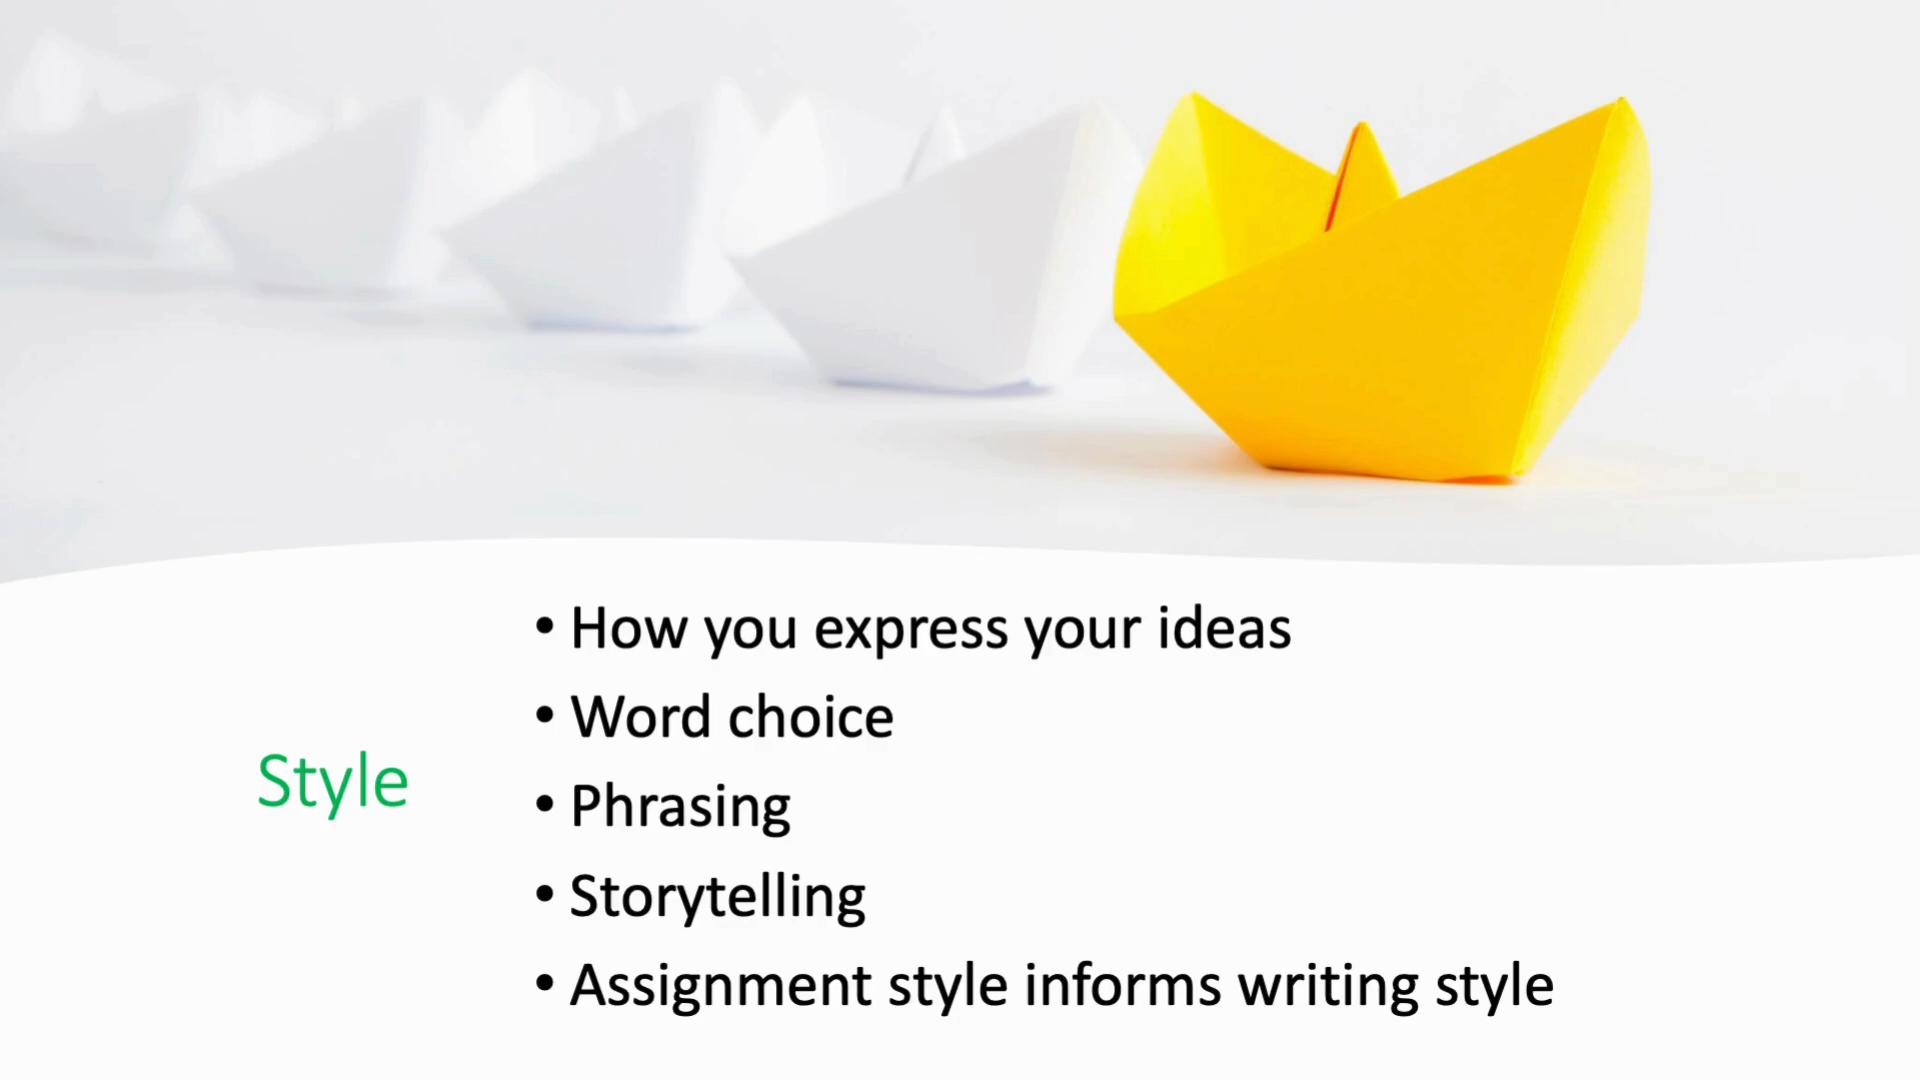 Style
• How you express your ideas
• Word choice
• Phrasing
• Storytelling
• Assignment style informs writing style